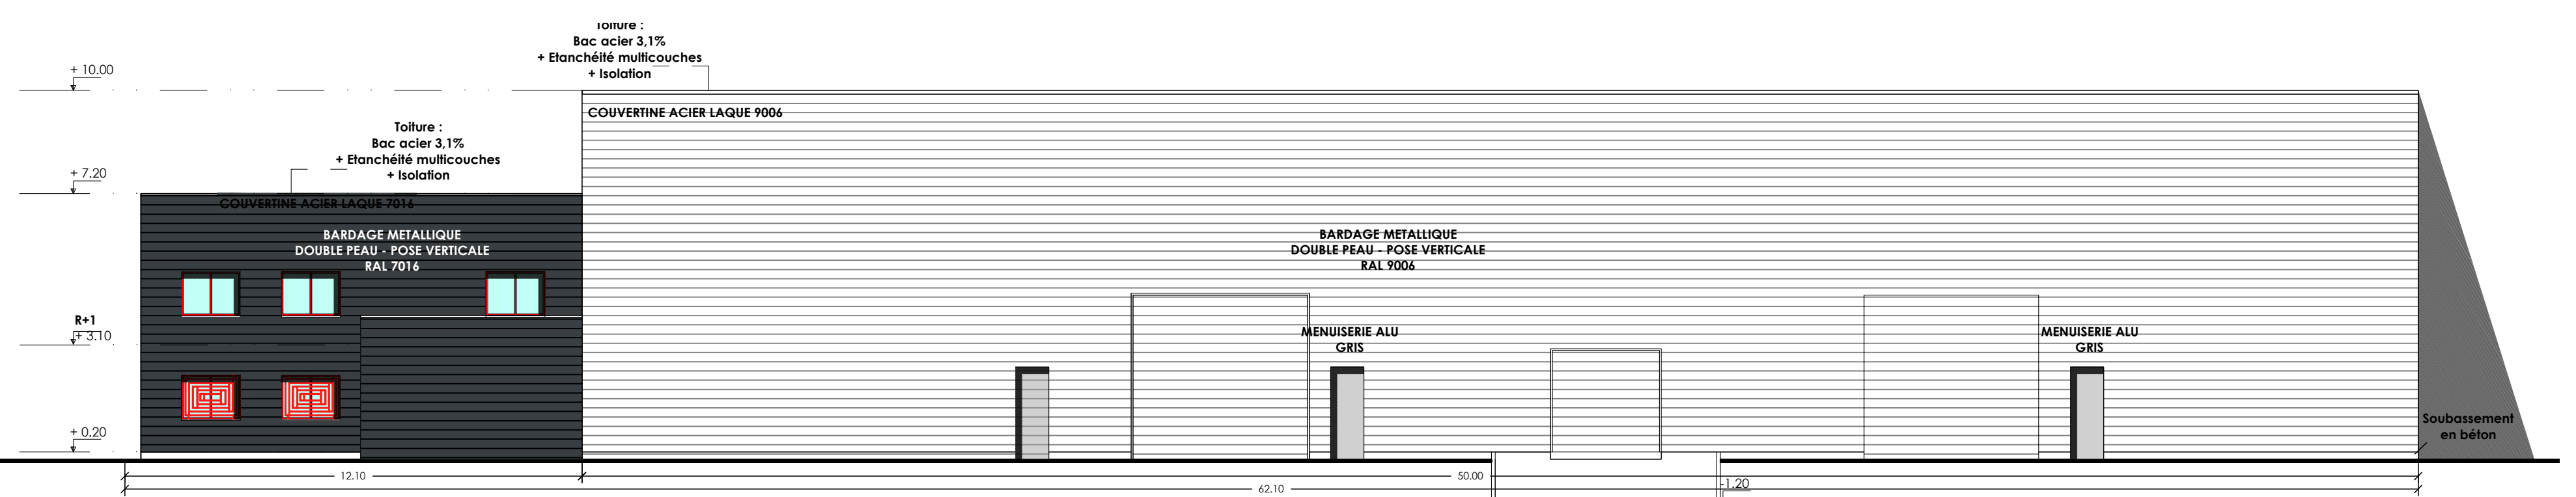 Toiture :
Bac acier 3,1%
+ Etanchéité multicouches
+ Isolation
+ 10.00
COUVERTINE ACIER LAQUE 9006
Toiture :
Bac acier 3,1%
+ Etanchéité multicouches
+ Isolation
+ 7.20
COUVERTINE ACIER LAQUE 7016
BARDAGE METALLIQUE
DOUBLE PEAU - POSE VERTICALE
RAL 7016
BARDAGE METALLIQUE
DOUBLE PEAU - POSE VERTICALE
RAL 9006
R+1
+ 3.10
MENUISERIE ALU
GRIS
MENUISERIE ALU
GRIS
+ 0.20
Soubassement
en béton
12.10
50.00
62.10
-1.20